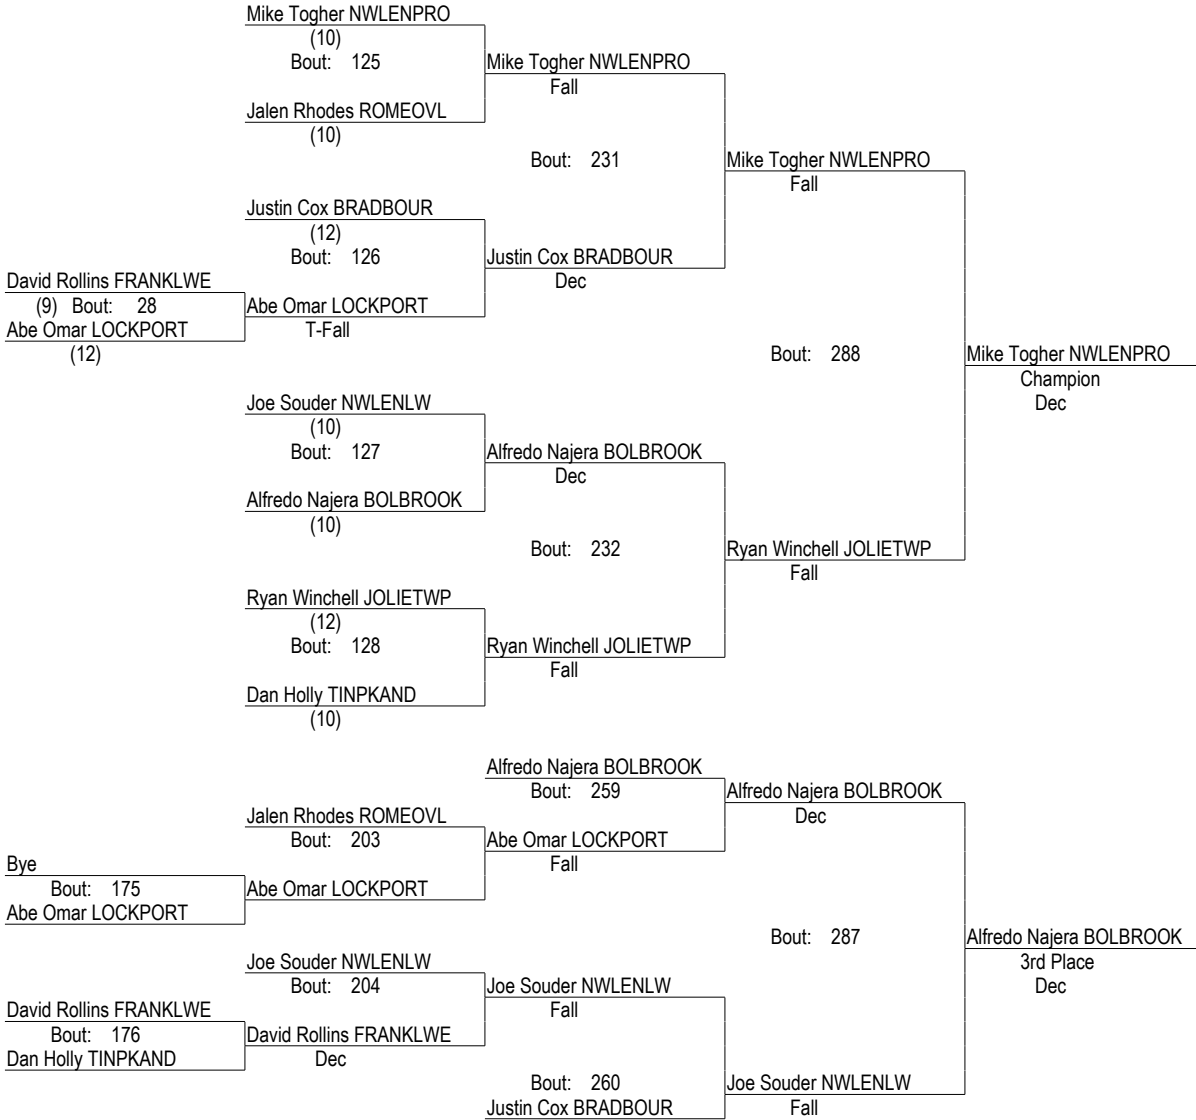 Mike Togher NWLENPRO
(10)
Bout: 125
Mike Togher NWLENPRO
Fall
Jalen Rhodes ROMEOVL
(10)
Bout: 231
Mike Togher NWLENPRO
Fall
Justin Cox BRADBOUR
(12)
Bout: 126
Justin Cox BRADBOUR
Dec
David Rollins FRANKLWE
(9) Bout: 28
Abe Omar LOCKPORT
T-Fall
Abe Omar LOCKPORT
(12)
Bout: 288
Mike Togher NWLENPRO
Champion
Dec
Joe Souder NWLENLW
(10)
Bout: 127
Alfredo Najera BOLBROOK
Dec
Alfredo Najera BOLBROOK
(10)
Bout: 232
Ryan Winchell JOLIETWP
Fall
Ryan Winchell JOLIETWP
(12)
Bout: 128
Ryan Winchell JOLIETWP
Fall
Dan Holly TINPKAND
(10)
Alfredo Najera BOLBROOK
Bout: 259
Alfredo Najera BOLBROOK
Dec
Jalen Rhodes ROMEOVL
Bout: 203
Abe Omar LOCKPORT
Fall
Bye
Bout: 175
Abe Omar LOCKPORT
Abe Omar LOCKPORT
Bout: 287
Alfredo Najera BOLBROOK
3rd Place
Dec
Joe Souder NWLENLW
Bout: 204
Joe Souder NWLENLW
Fall
David Rollins FRANKLWE
Bout: 176
David Rollins FRANKLWE
Dec
Dan Holly TINPKAND
Bout: 260
Joe Souder NWLENLW
Fall
Justin Cox BRADBOUR